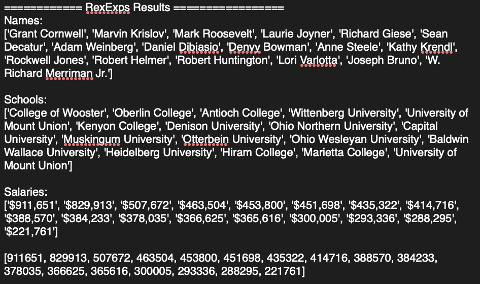 ============ RexExps Results =================
Names:
['Grant Cornwell', 'Marvin Krislov', 'Mark Roosevelt', 'Laurie Joyner', 'Richard Giese', 'Sean
Decatur', 'Adam Weinberg', 'Daniel Dibiasio', 'Denvy Bowman', 'Anne Steele', 'Kathy Krendl',
'Rockwell Jones', 'Robert Helmer', 'Robert Huntington', 'Lori Varlotta', 'Joseph Bruno', 'W.
Richard Merriman Jr.']
Schools:
['College of Wooster', 'Oberlin College', 'Antioch College', 'Wittenberg University', 'University of
Mount Union', 'Kenyon College', 'Denison University', 'Ohio Northern University', 'Capital
University', 'Muskingum University', 'Otterbein University', 'Ohio Wesleyan University', 'Baldwin
Wallace University', 'Heidelberg University', 'Hiram College', 'Marietta College', 'University of
Mount Union']
Salaries:
['$911,651', '$829,913', '$507,672', '$463,504', '$453,800', '$451,698', '$435,322', '$414,716',
'$388,570', '$384,233', '$378,035', '$366,625', '$365,616', '$300,005', '$293,336', '$288,295',
'$221,761']
[911651, 829913, 507672, 463504, 453800, 451698, 435322, 414716, 388570, 384233,
378035, 366625, 365616, 300005, 293336, 288295, 221761]